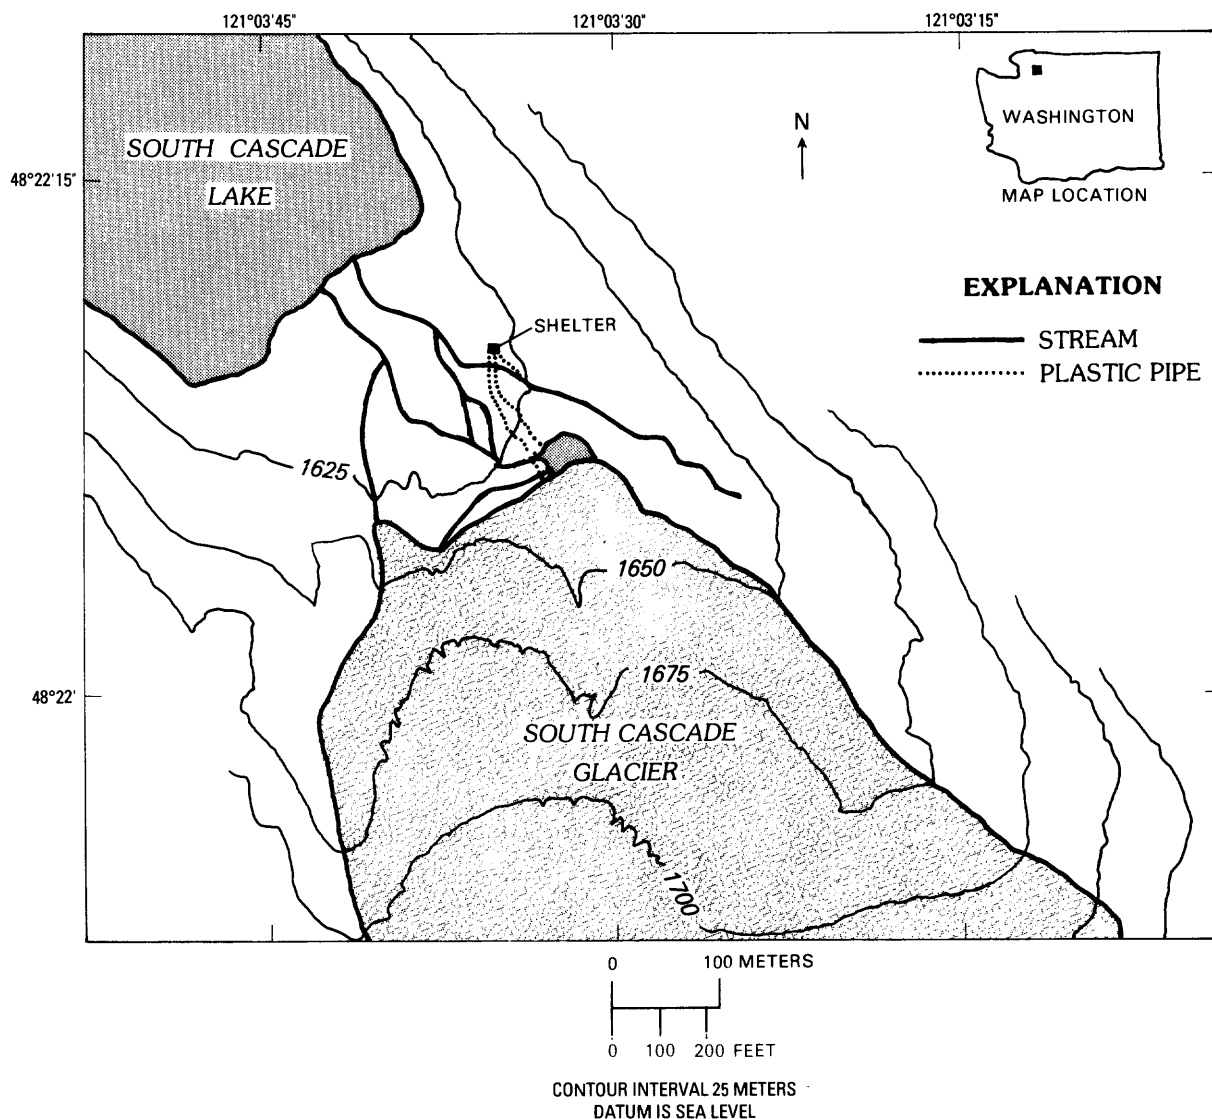 121°03'45"
121°03'30"
121°03'15"
SOUTH CASCADE
LAKE
48°22'15"
N
WASHINGTON
MAP LOCATION
EXPLANATION
STREAM
PLASTIC PIPE
SHELTER
1625
1650
1675
48°22'
SOUTH CASCADE
GLACIER
1700
0 100 METERS
0 100 200 FEET
CONTOUR INTERVAL 25 METERS
DATUM IS SEA LEVEL